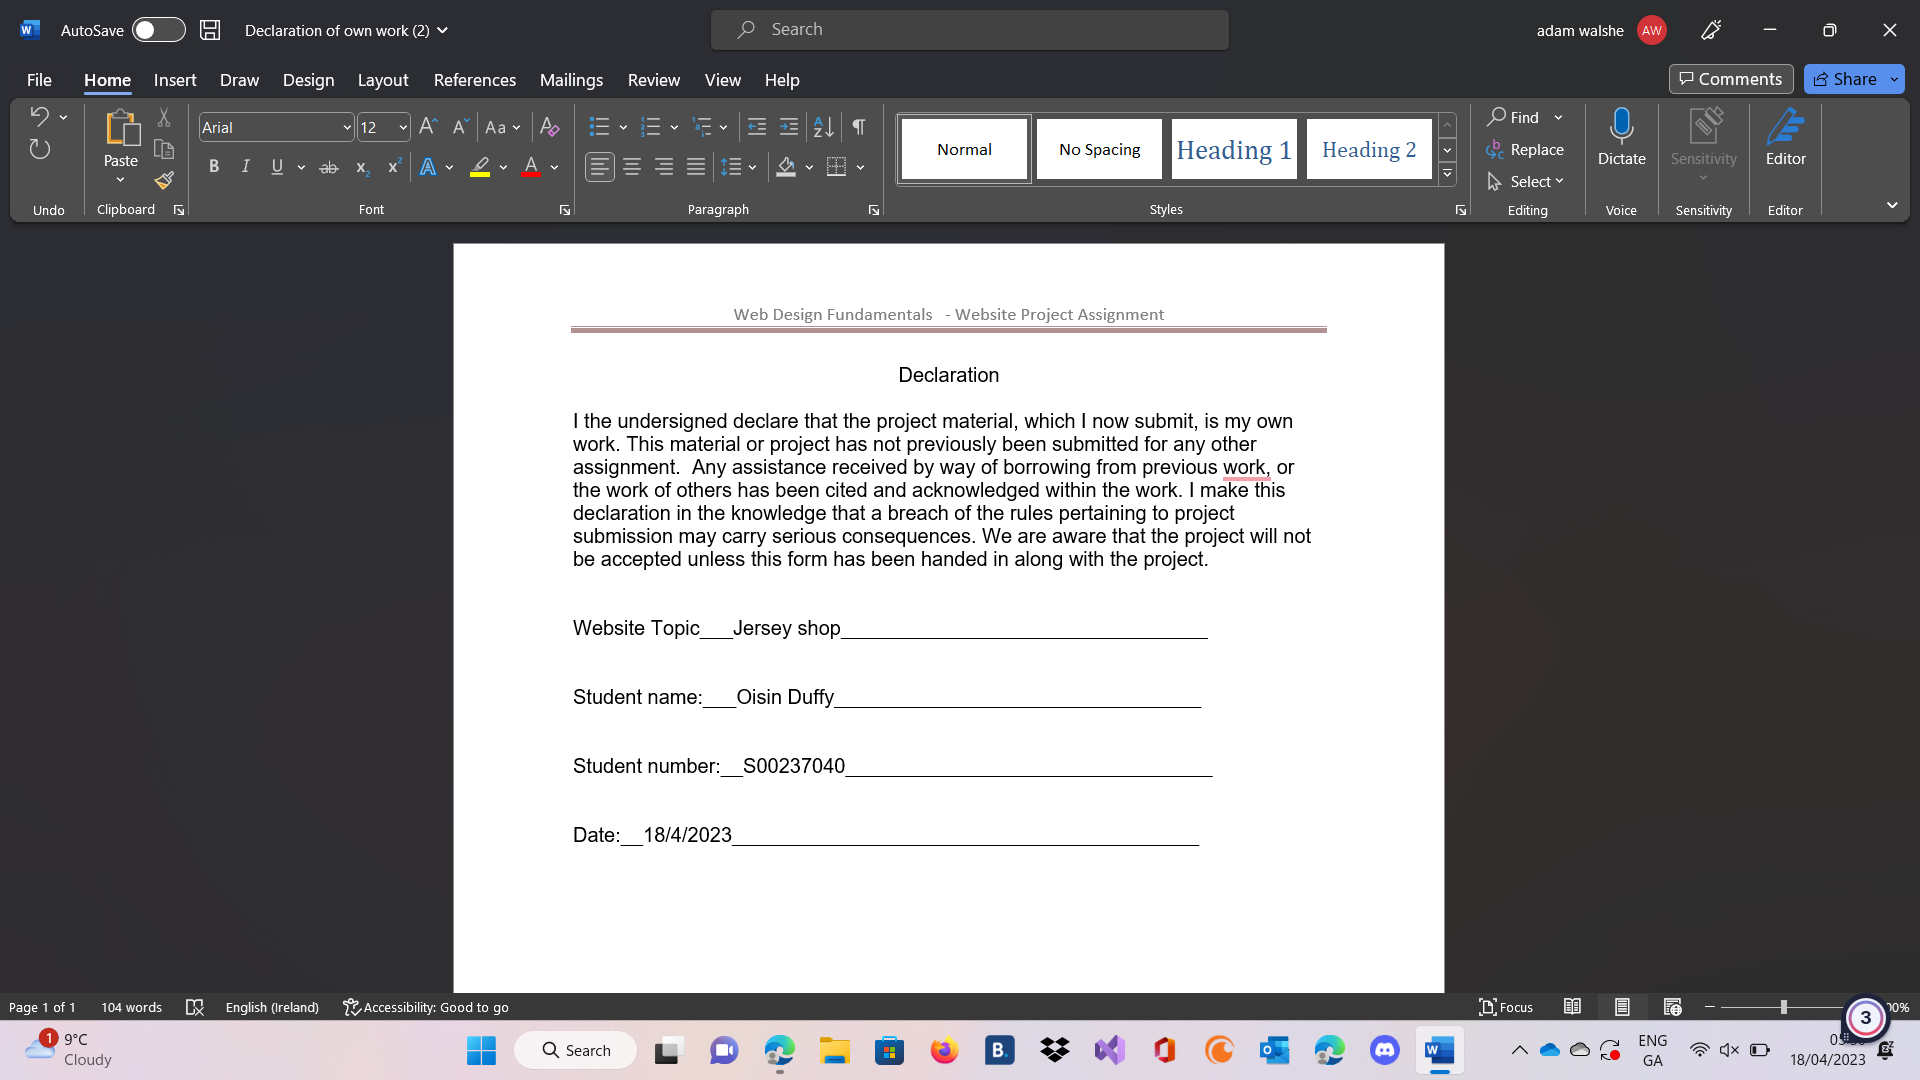 AutoSave
Declaration of own work (2)
Search
adam walshe
AW
File Home Insert Draw Design Layout References Mailings Review View Help
Comments
Share
Arial
12
Aa
Paste
B I U ab x₂ x² A A
Normal
No Spacing
Heading 1
Heading 2
Find
Replace
Select
Dictate
Sensitivity
Editor
Undo
Clipboard
Font
Paragraph
Styles
Editing
Voice
Sensitivity
Editor
Web Design Fundamentals - Website Project Assignment
Declaration
I the undersigned declare that the project material, which I now submit, is my own
work. This material or project has not previously been submitted for any other
assignment.  Any assistance received by way of borrowing from previous work, or
the work of others has been cited and acknowledged within the work. I make this
declaration in the knowledge that a breach of the rules pertaining to project
submission may carry serious consequences. We are aware that the project will not
be accepted unless this form has been handed in along with the project.
Website Topic___Jersey shop_________________________________
Student name:___Oisin Duffy_________________________________
Student number:__S00237040_________________________________
Date:__18/4/2023__________________________________________
Page 1 of 1
104 words
English (Ireland)
Accessibility: Good to go
Focus
3
1
9°C
Cloudy
Search
B.
W
ENG
GA
18/04/2023